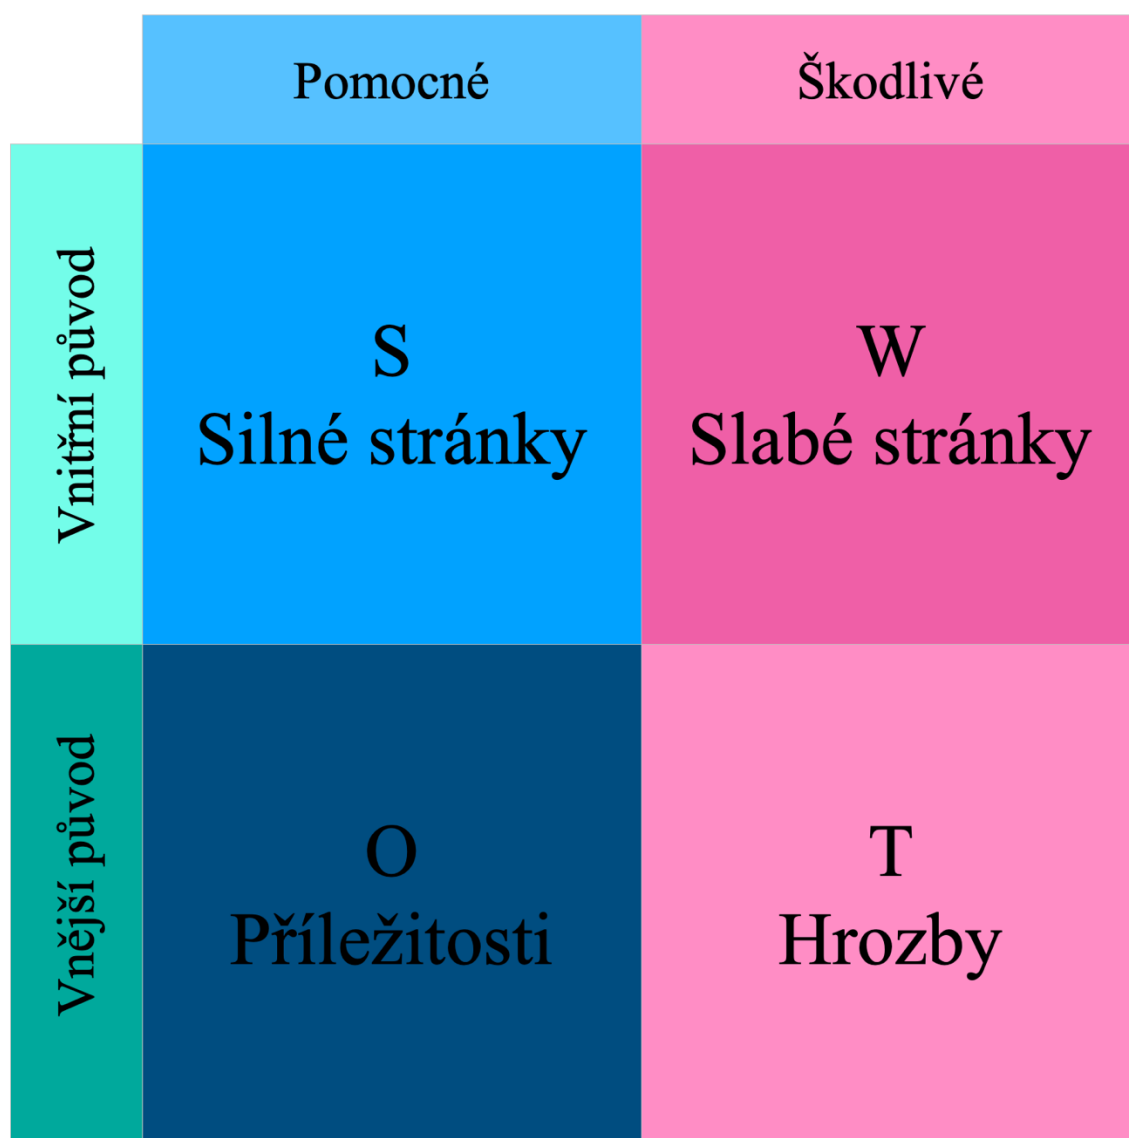 Pomocné
Škodlivé
Vnitřní původ
S
Silné stránky
W
Slabé stránky
Vnější původ
O
Příležitosti
T
Hrozby